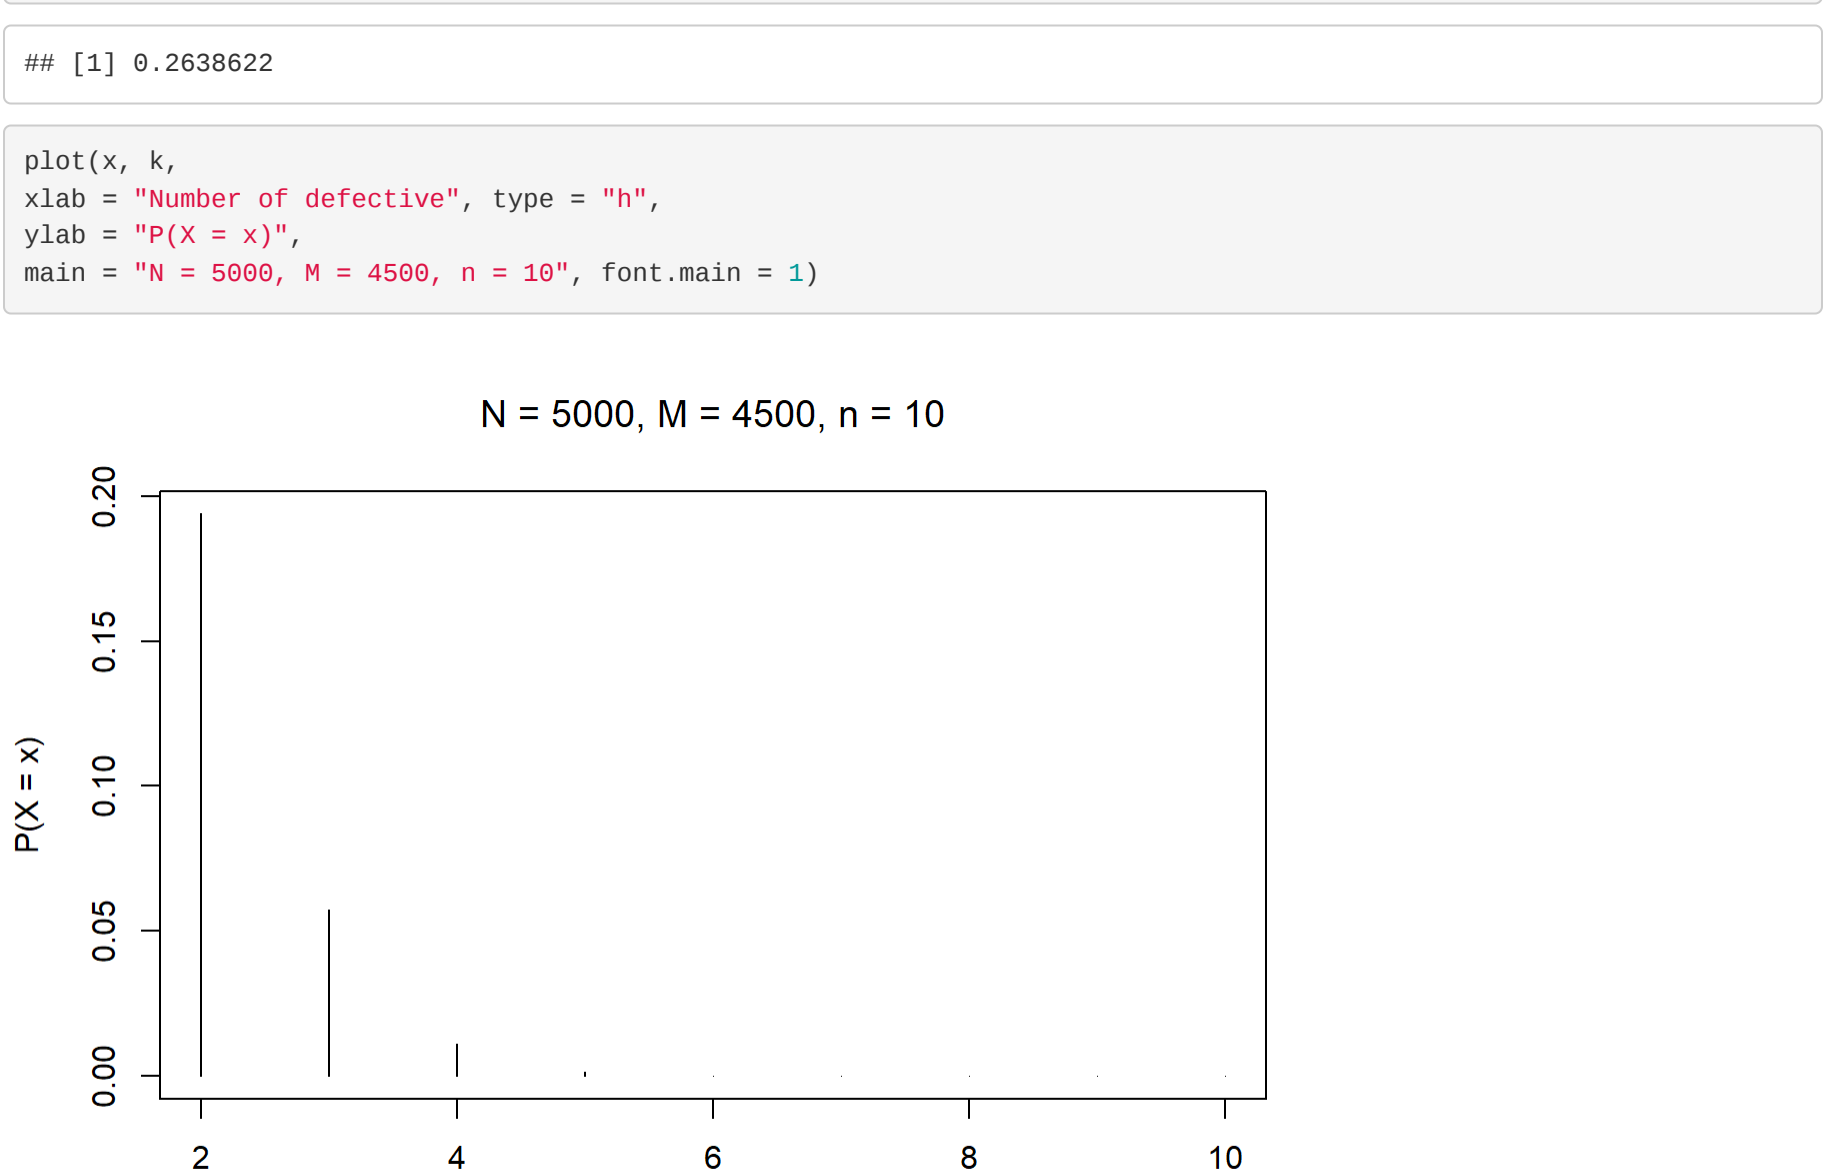 ## [1] 0.2638622
plot(x, k,
xlab = "Number of defective", type = "h",
ylab = "P(X = x)",
main = "N = 5000, M = 4500, n = 10", font.main = 1)
N = 5000, M = 4500, n = 10
0.20
0.15
0.10
0.05
0.00
P(X = x)
2 4 6 8 10